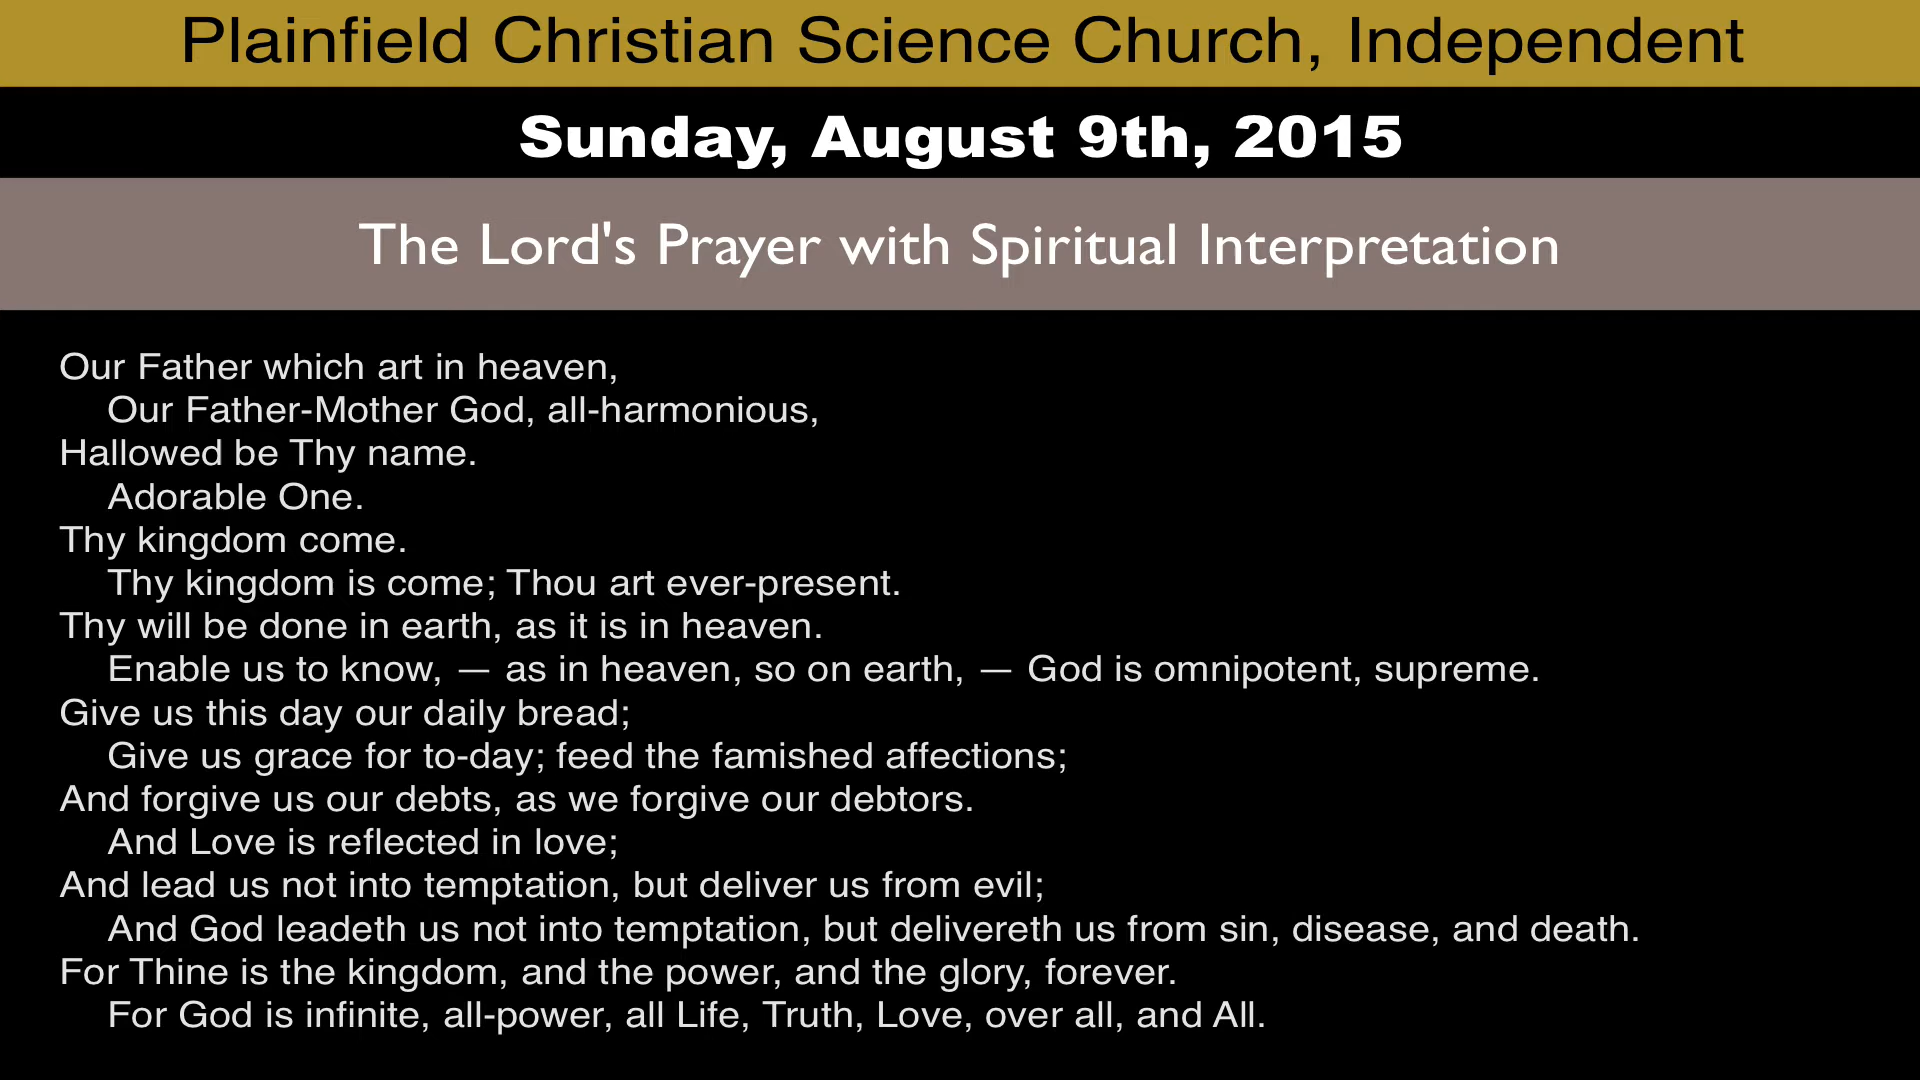 Plainfield Christian Science Church, Independent
Sunday, August 9th, 2015
The Lord's Prayer with Spiritual Interpretation
Our Father which art in heaven,
Our Father-Mother God, all-harmonious,
Hallowed be Thy name.
Adorable One.
Thy kingdom come.
Thy kingdom is come; Thou art ever-present.
Thy will be done in earth, as it is in heaven.
Enable us to know, — as in heaven, so on earth, — God is omnipotent, supreme.
Give us this day our daily bread;
Give us grace for to-day; feed the famished affections;
And forgive us our debts, as we forgive our debtors.
And Love is reflected in love;
And lead us not into temptation, but deliver us from evil;
And God leadeth us not into temptation, but delivereth us from sin, disease, and death.
For Thine is the kingdom, and the power, and the glory, forever.
For God is infinite, all-power, all Life, Truth, Love, over all, and All.